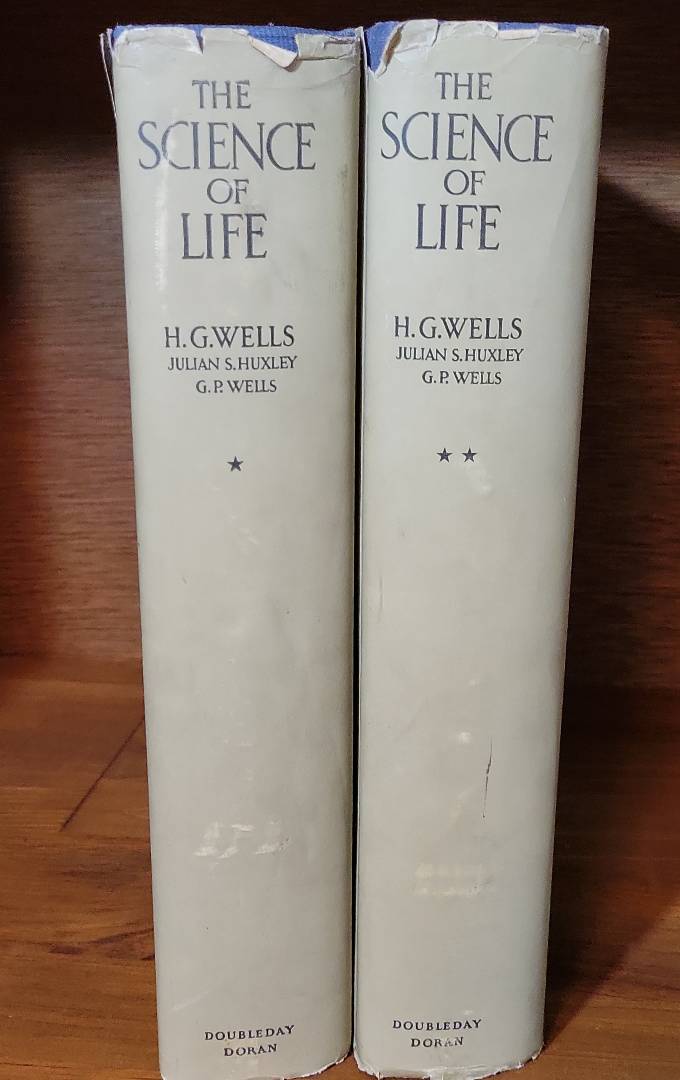 THE
SCIENCE
OF
LIFE
H. G. WELLS
JULIAN S. HUXLEY
G. P. WELLS
★
DOUBLEDAY
DORAN
THE
SCIENCE
OF
LIFE
H. G. WELLS
JULIAN S. HUXLEY
G. P. WELLS
★ ★
DOUBLEDAY
DORAN